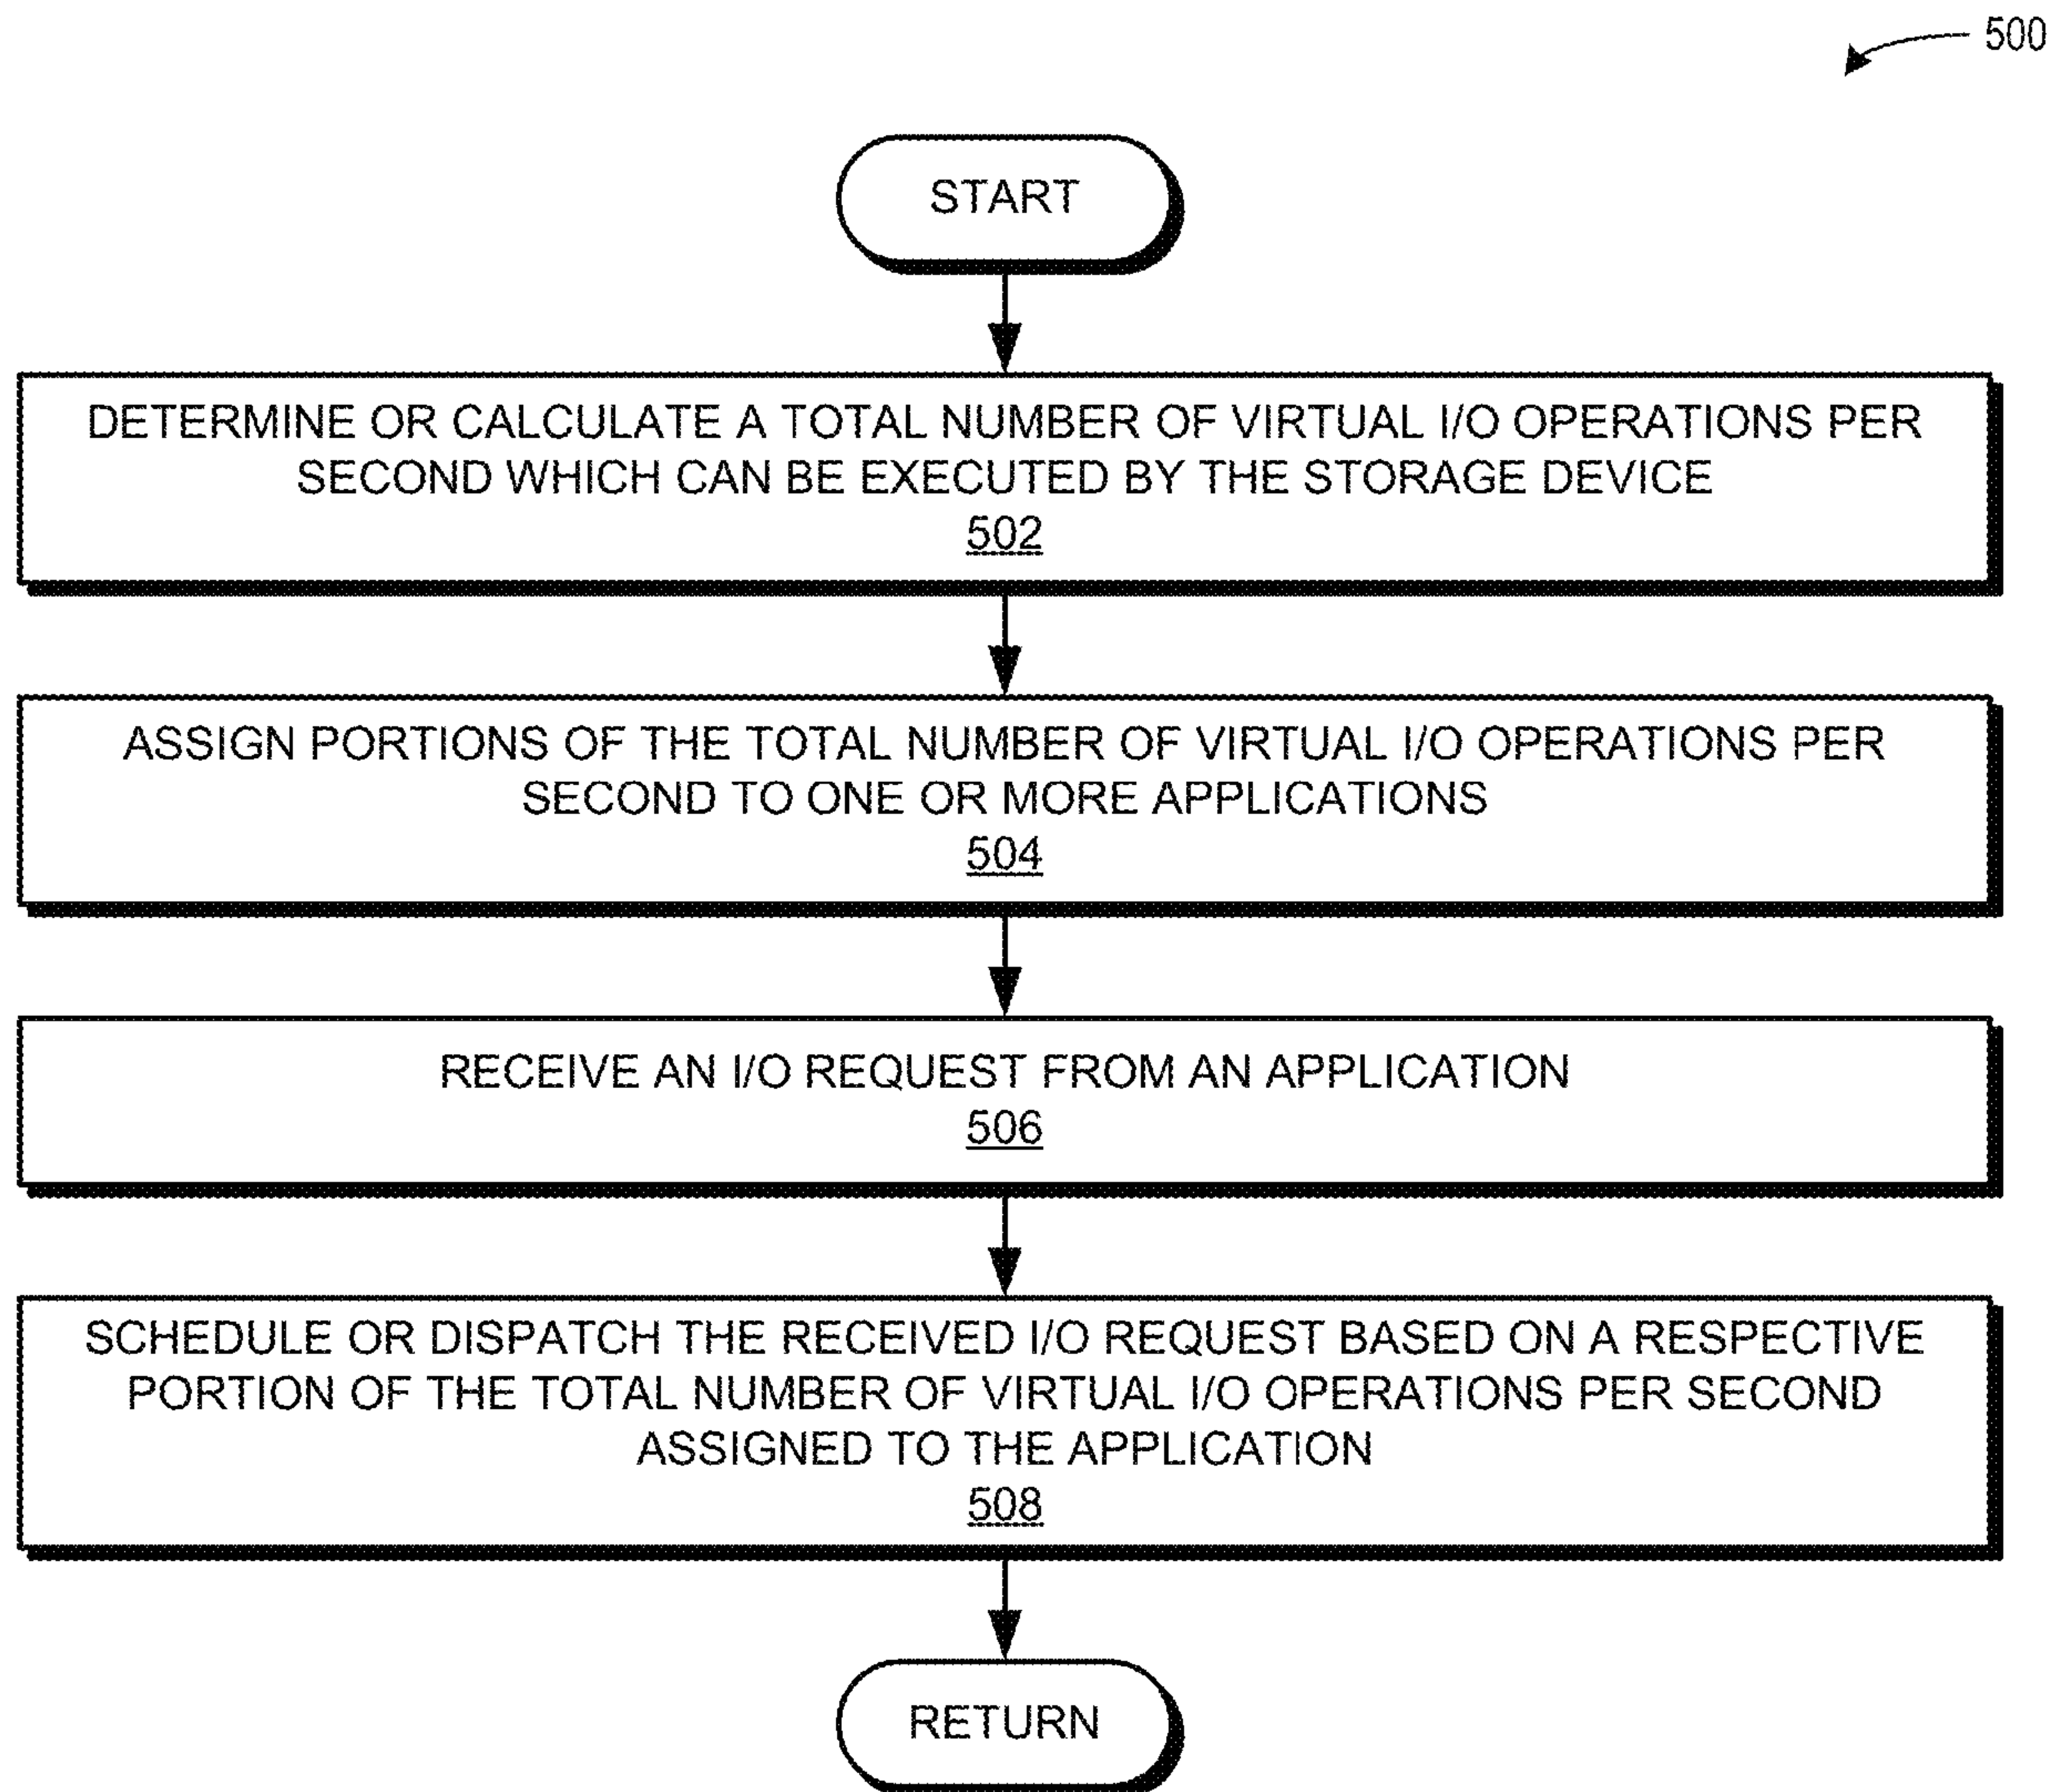 500
START
DETERMINE OR CALCULATE A TOTAL NUMBER OF VIRTUAL I/O OPERATIONS PER
SECOND WHICH CAN BE EXECUTED BY THE STORAGE DEVICE
502
ASSIGN PORTIONS OF THE TOTAL NUMBER OF VIRTUAL I/O OPERATIONS PER
SECOND TO ONE OR MORE APPLICATIONS
504
RECEIVE AN I/O REQUEST FROM AN APPLICATION
506
SCHEDULE OR DISPATCH THE RECEIVED I/O REQUEST BASED ON A RESPECTIVE
PORTION OF THE TOTAL NUMBER OF VIRTUAL I/O OPERATIONS PER SECOND
ASSIGNED TO THE APPLICATION
508
RETURN